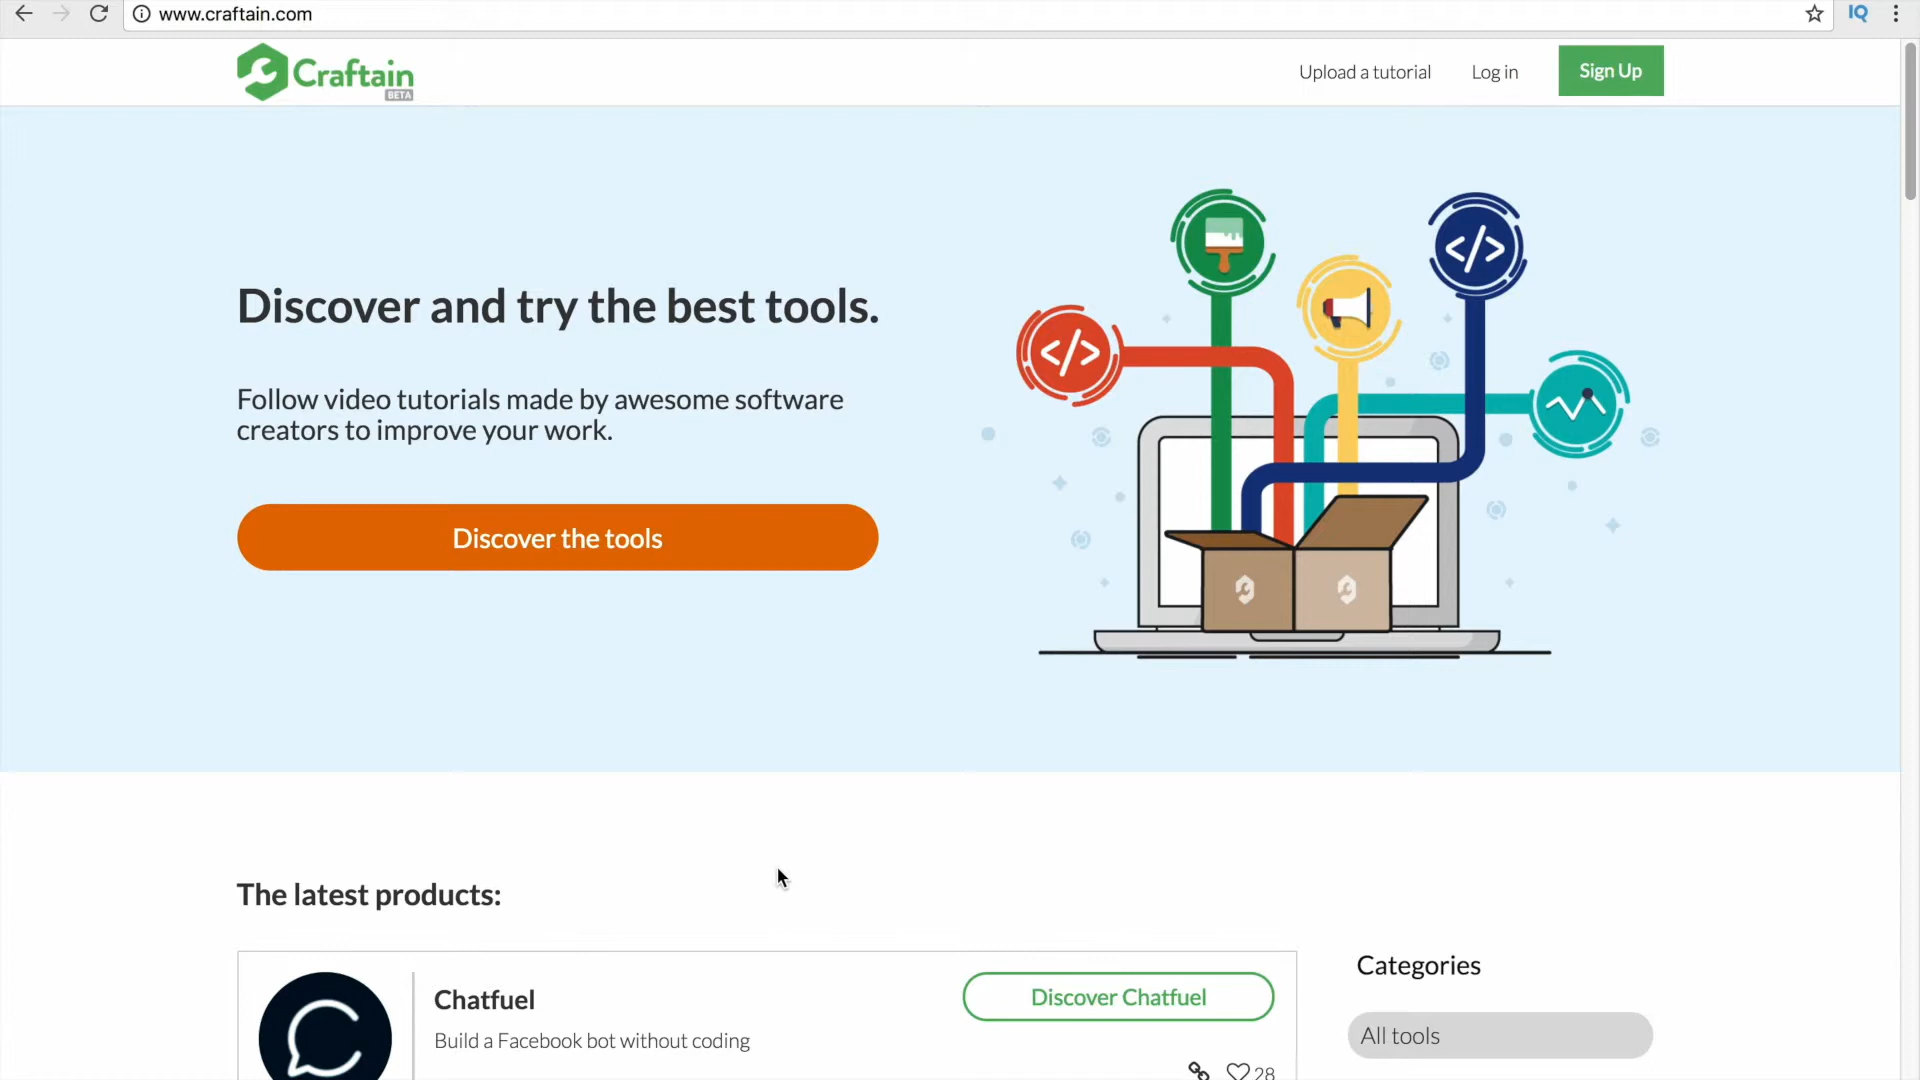 www.craftain.com
IQ
Craftain
BETA
Upload a tutorial
Log in
Sign Up
Discover and try the best tools.
Follow video tutorials made by awesome software
creators to improve your work.
Discover the tools
The latest products:
Chatfuel
Discover Chatfuel
Build a Facebook bot without coding
28
Categories
All tools